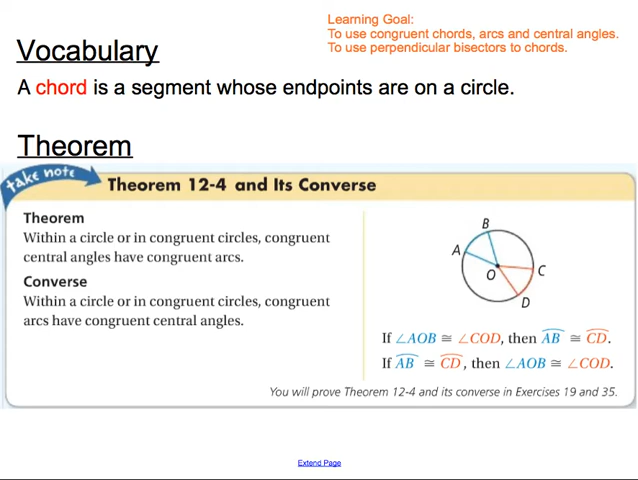 Learning Goal:
To use congruent chords, arcs and central angles.
To use perpendicular bisectors to chords.
Vocabulary
A chord is a segment whose endpoints are on a circle.
Theorem
take note
Theorem 12-4 and Its Converse
Theorem
Within a circle or in congruent circles, congruent
central angles have congruent arcs.
Converse
Within a circle or in congruent circles, congruent
arcs have congruent central angles.
B
A
O
C
D
If ∠AOB ≅ ∠COD, then AB ≅ CD.
If AB ≅ CD, then ∠AOB ≅ ∠COD.
You will prove Theorem 12-4 and its converse in Exercises 19 and 35.
Extend Page